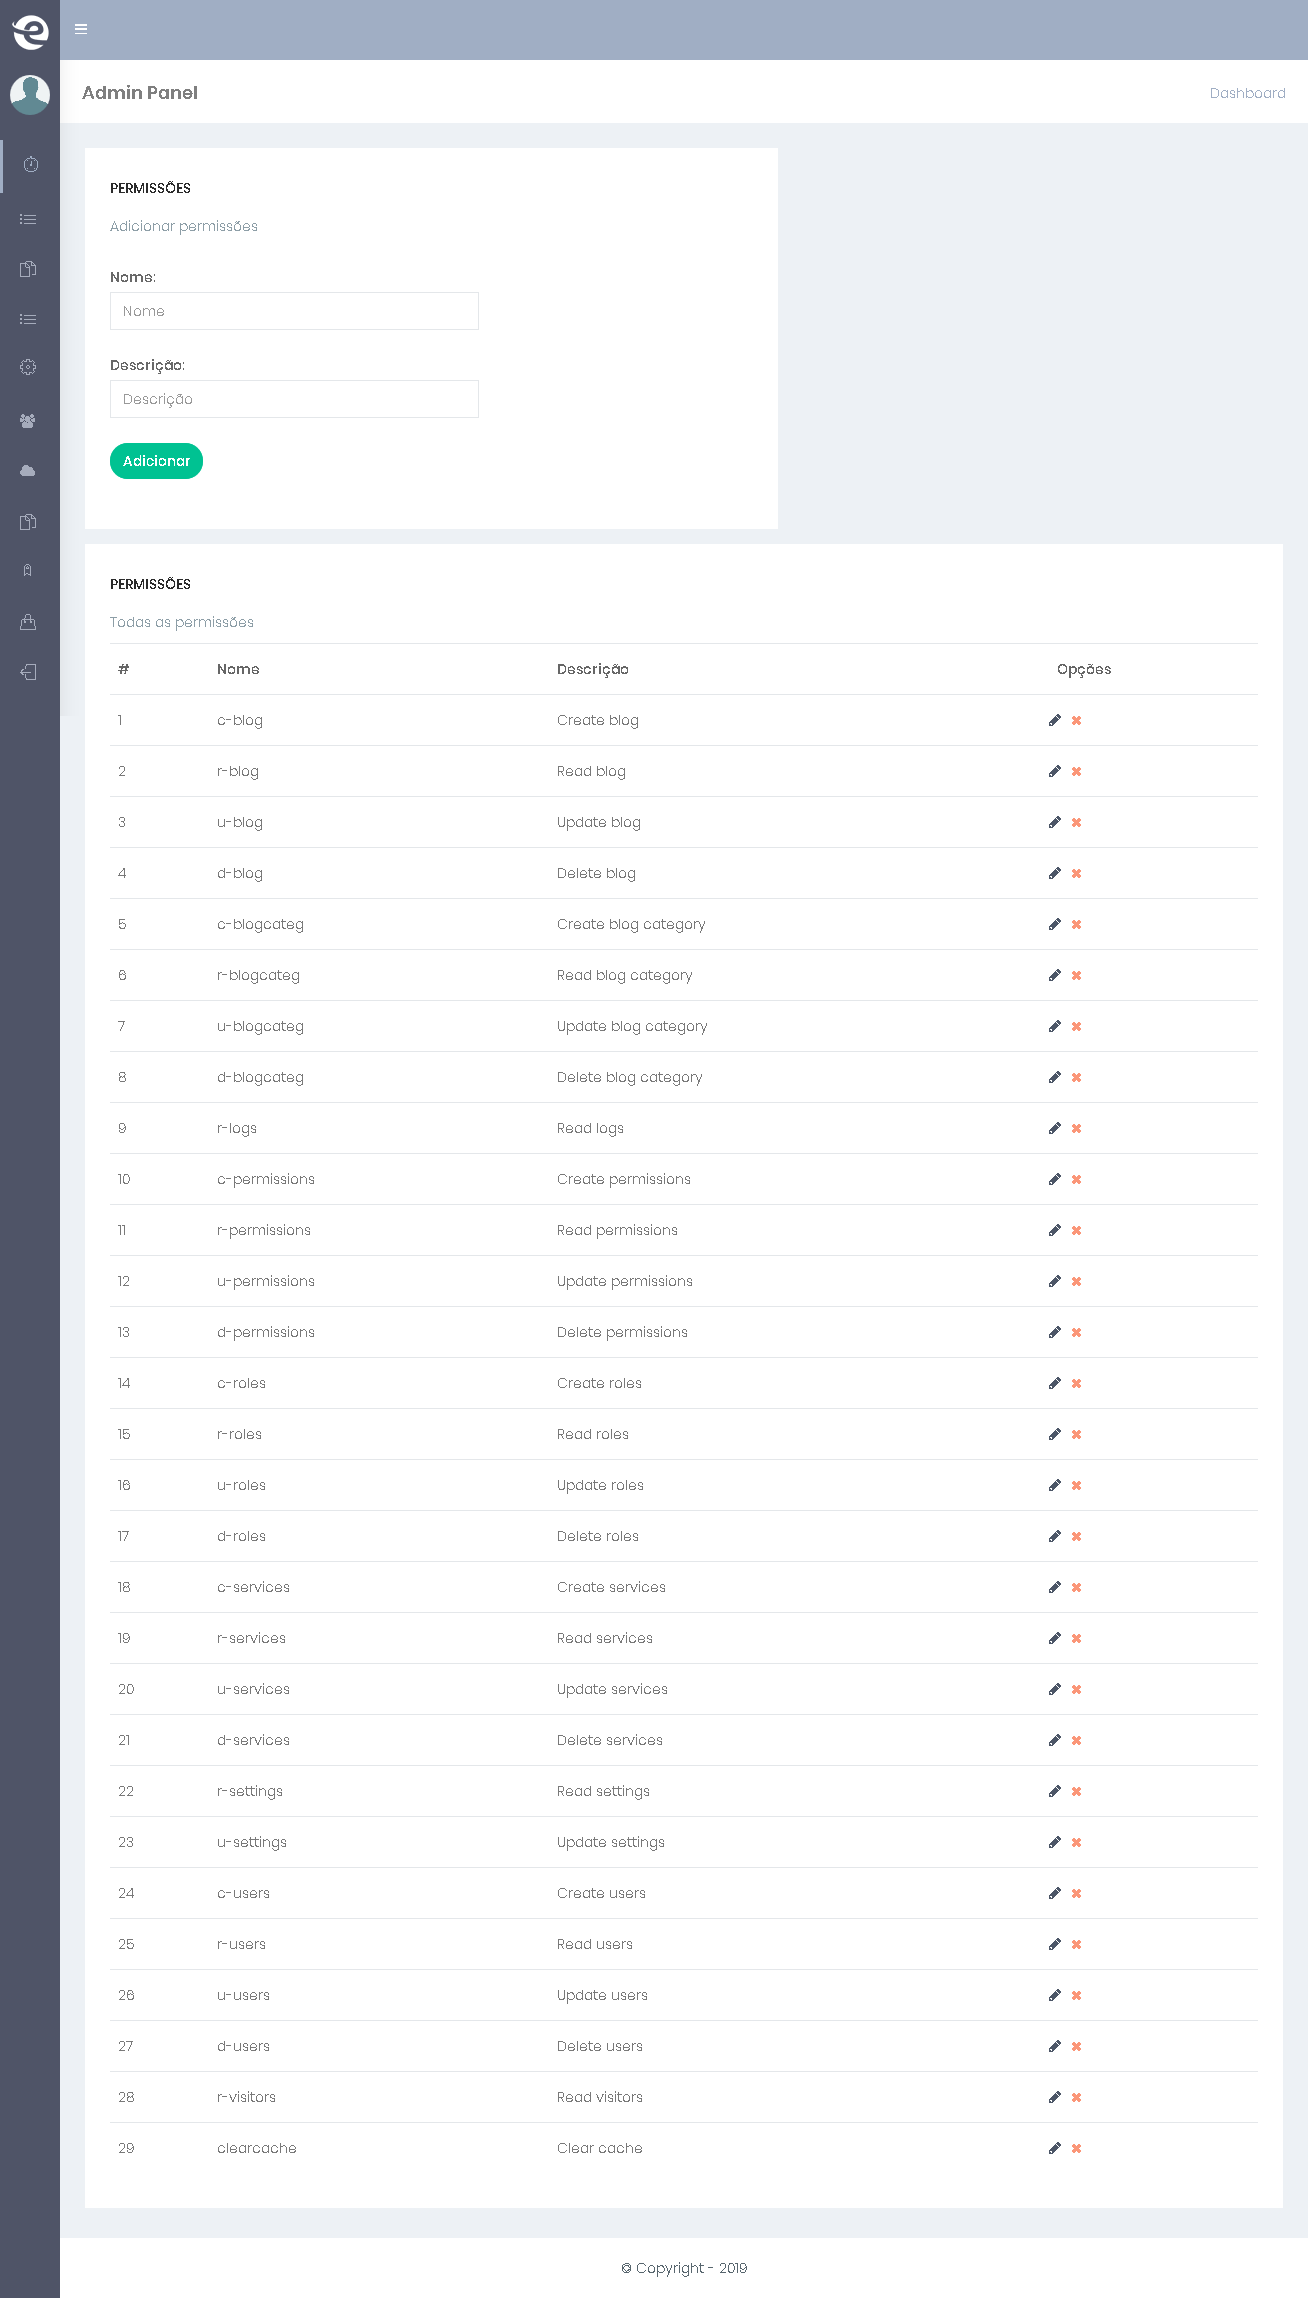 Admin Panel
Dashboard
PERMISSÕES
Adicionar permissões
Nome:
Nome
Descrição:
Descrição
Adicionar
PERMISSÕES
Todas as permissões
# Nome Descrição Opções
1 c-blog Create blog
2 r-blog Read blog
3 u-blog Update blog
4 d-blog Delete blog
5 c-blogcateg Create blog category
6 r-blogcateg Read blog category
7 u-blogcateg Update blog category
8 d-blogcateg Delete blog category
9 r-logs Read logs
10 c-permissions Create permissions
11 r-permissions Read permissions
12 u-permissions Update permissions
13 d-permissions Delete permissions
14 c-roles Create roles
15 r-roles Read roles
16 u-roles Update roles
17 d-roles Delete roles
18 c-services Create services
19 r-services Read services
20 u-services Update services
21 d-services Delete services
22 r-settings Read settings
23 u-settings Update settings
24 c-users Create users
25 r-users Read users
26 u-users Update users
27 d-users Delete users
28 r-visitors Read visitors
29 clearcache Clear cache
© Copyright - 2019